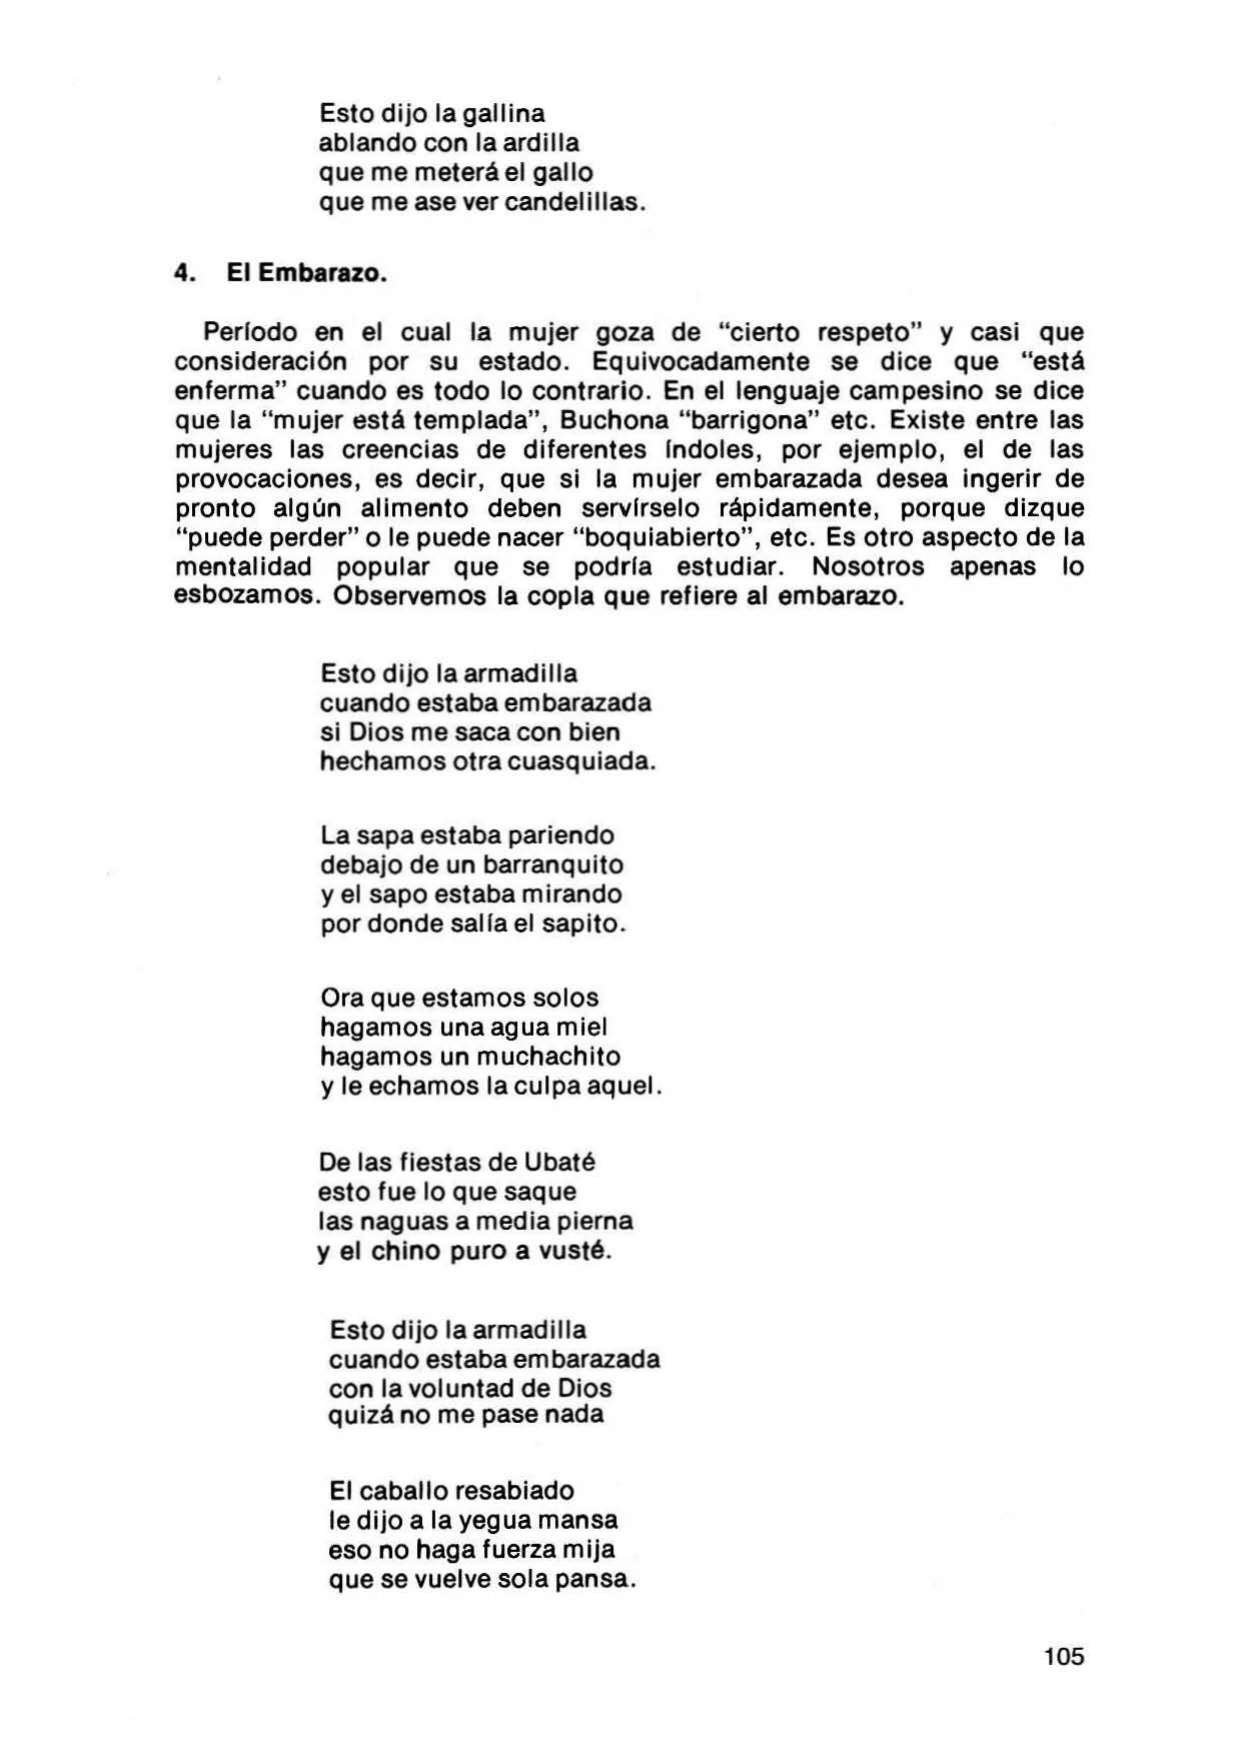 Esto dijo la gallina
ablando con la ardilla
que me meterá el gallo
que me ase ver candelillas.
4. El Embarazo.
Período en el cual la mujer goza de “cierto respeto” y casi que
consideración por su estado. Equivocadamente se dice que “está
enferma” cuando es todo lo contrario. En el lenguaje campesino se dice
que la “mujer está templada”, Buchona “barrigona” etc. Existe entre las
mujeres las creencias de diferentes índoles, por ejemplo, el de las
provocaciones, es decir, que si la mujer embarazada desea ingerir de
pronto algún alimento deben servírselo rápidamente, porque dizque
“puede perder” o le puede nacer “boquiabierto”, etc. Es otro aspecto de la
mentalidad popular que se podría estudiar. Nosotros apenas lo
esbozamos. Observemos la copla que refiere al embarazo.
Esto dijo la armadilla
cuando estaba embarazada
si Dios me saca con bien
hechamos otra cuasquiada.
La sapa estaba pariendo
debajo de un barranquito
y el sapo estaba mirando
por donde salía el sapito.
Ora que estamos solos
hagamos una agua miel
hagamos un muchachito
y le echamos la culpa aquel.
De las fiestas de Ubaté
esto fue lo que saque
las naguas a media pierna
y el chino puro a vusté.
Esto dijo la armadilla
cuando estaba embarazada
con la voluntad de Dios
quizá no me pase nada
El caballo resabiado
le dijo a la yegua mansa
eso no haga fuerza mija
que se vuelve sola pansa.
105